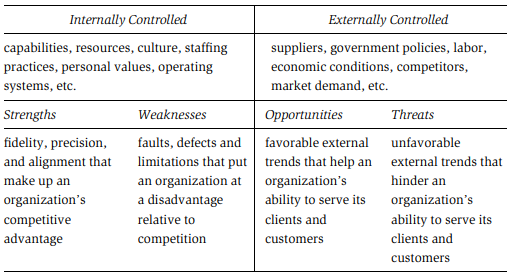 Internally Controlled
Externally Controlled
capabilities, resources, culture, staffing
practices, personal values, operating
systems, etc.
suppliers, government policies, labor,
economic conditions, competitors,
market demand, etc.
Strengths
Weaknesses
Opportunities
Threats
fidelity, precision,
and alignment that
make up an
organization’s
competitive
advantage
faults, defects and
limitations that put
an organization at
a disadvantage
relative to
competition
favorable external
trends that help an
organization’s
ability to serve its
clients and
customers
unfavorable
external trends that
hinder an
organization’s
ability to serve its
clients and
customers